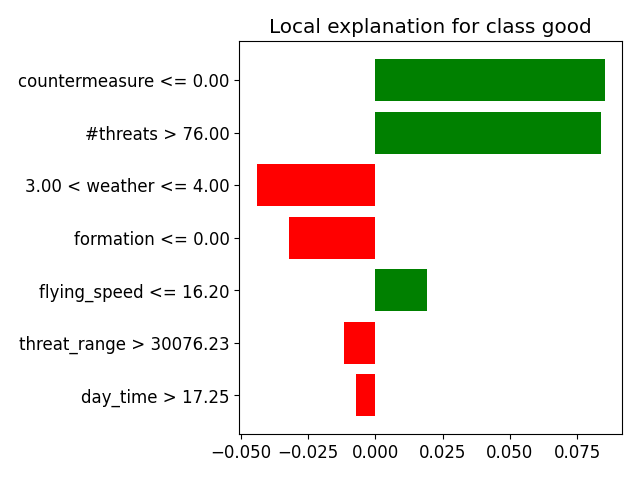 Local explanation for class good
countermeasure <= 0.00
#threats > 76.00
3.00 < weather <= 4.00
formation <= 0.00
flying_speed <= 16.20
threat_range > 30076.23
day_time > 17.25
−0.050 −0.025 0.000 0.025 0.050 0.075